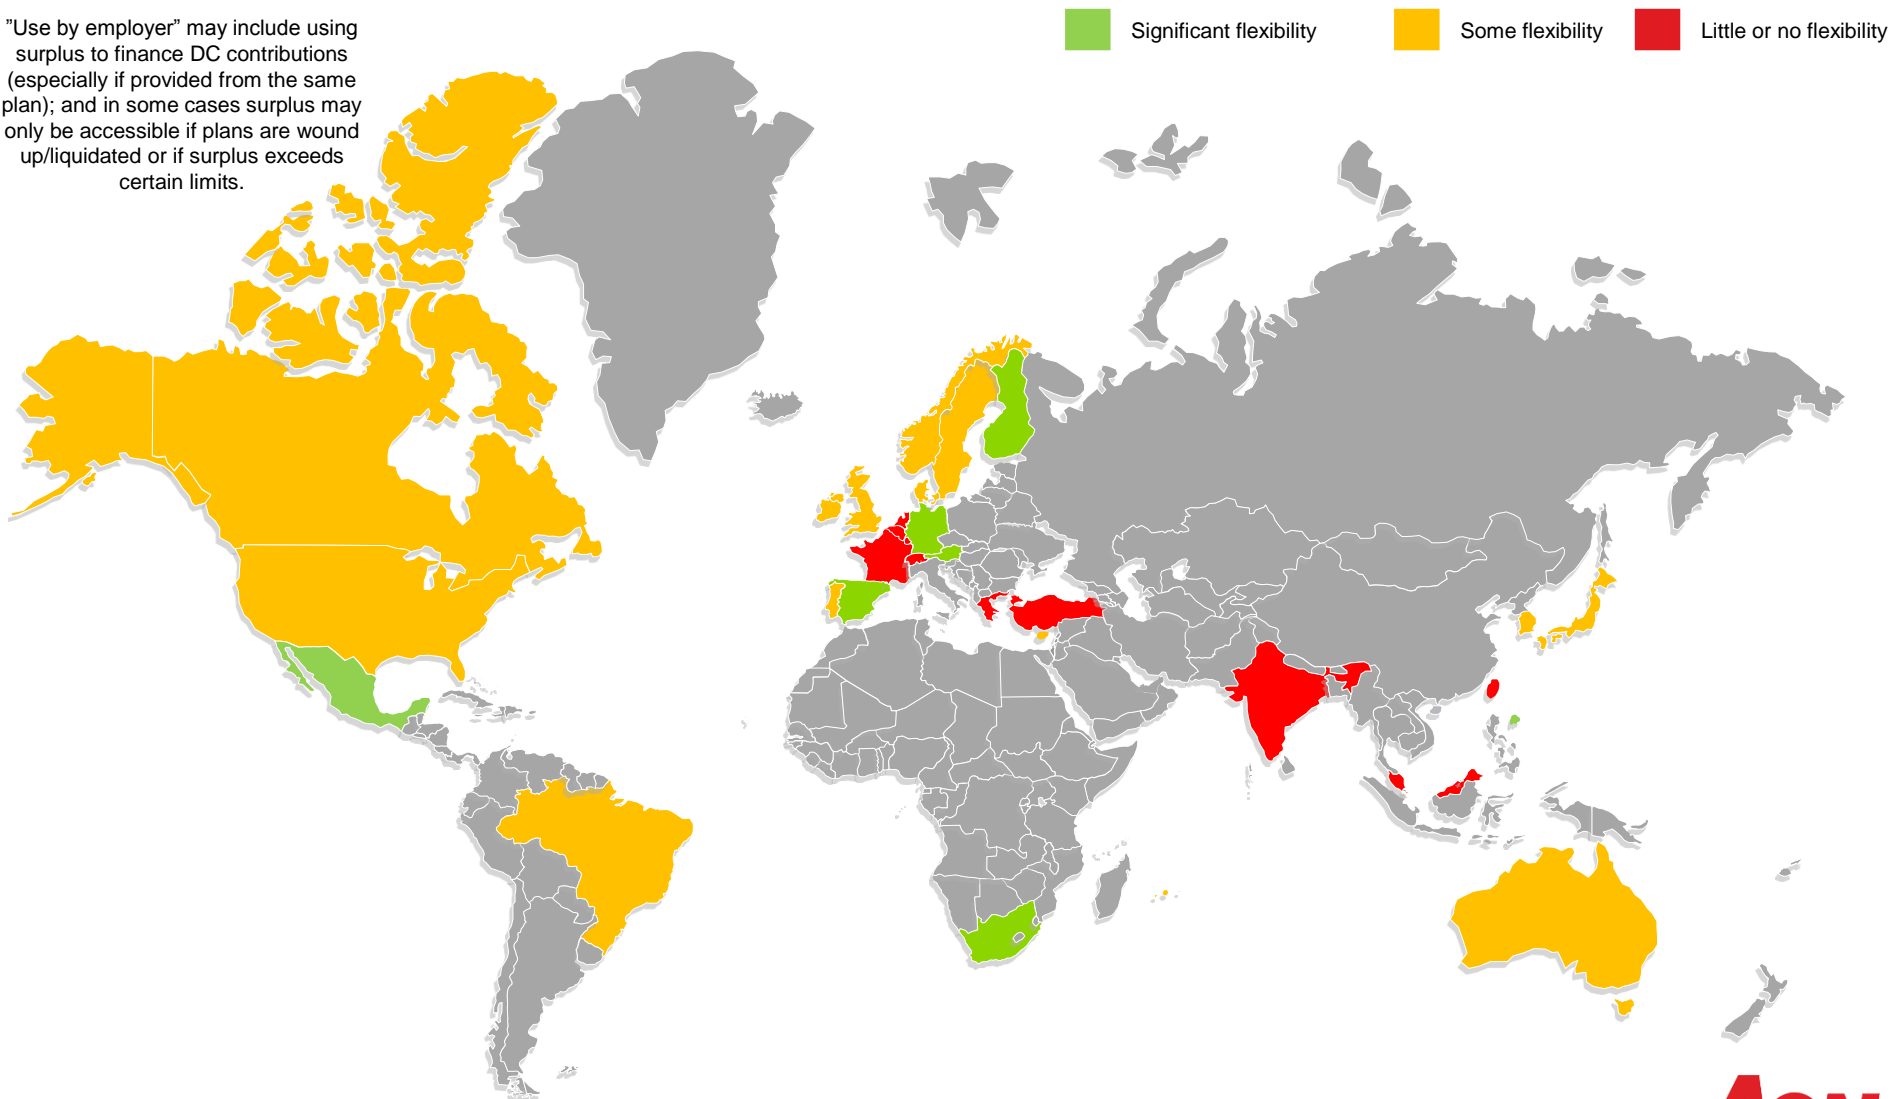 ”Use by employer” may include using
surplus to finance DC contributions
(especially if provided from the same
plan); and in some cases surplus may
only be accessible if plans are wound
up/liquidated or if surplus exceeds
certain limits.
Significant flexibility
Some flexibility
Little or no flexibility